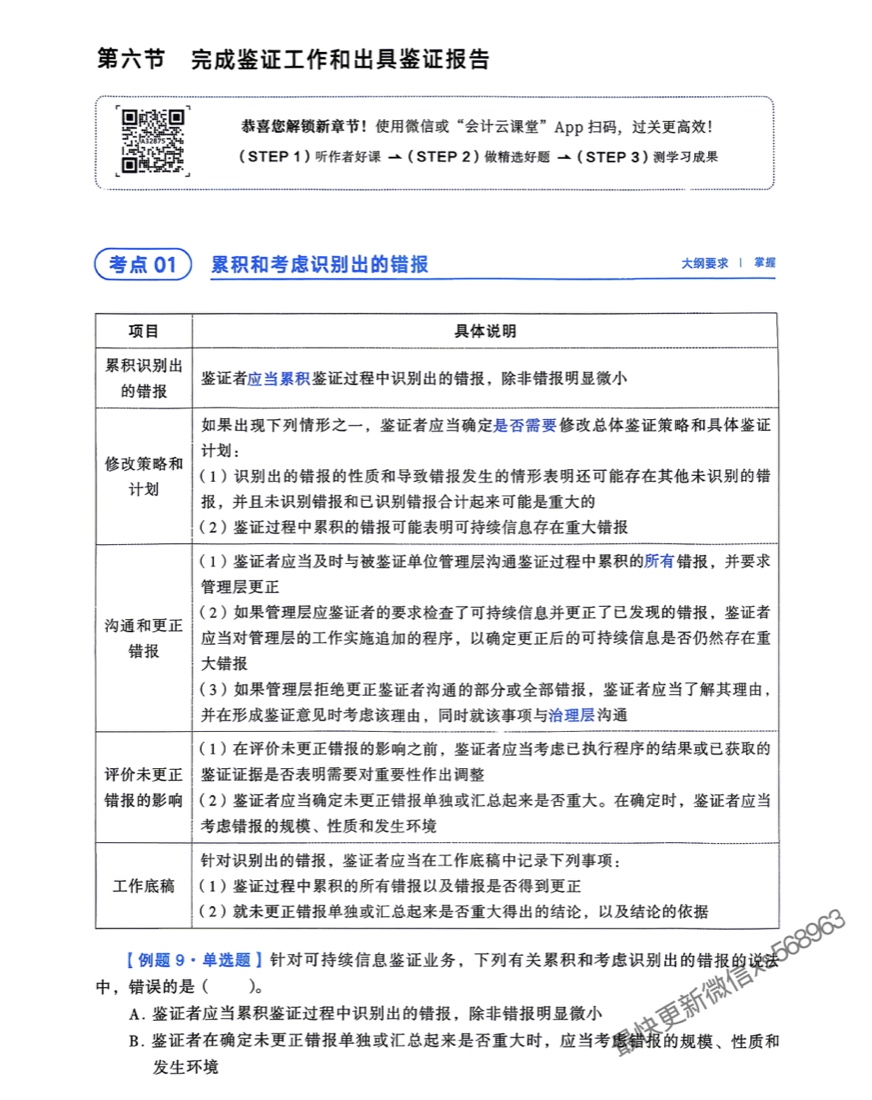 第六节　完成鉴证工作和出具鉴证报告
A32875
恭喜您解锁新章节！使用微信或“会计云课堂”App 扫码，过关更高效！
（STEP 1）听作者好课 ⇀（STEP 2）做精选好题 ⇀（STEP 3）测学习成果
考点 01　累积和考虑识别出的错报　大纲要求 | 掌握
项目　具体说明
累积识别出
的错报
鉴证者应当累积鉴证过程中识别出的错报，除非错报明显微小
修改策略和
计划
如果出现下列情形之一，鉴证者应当确定是否需要修改总体鉴证策略和具体鉴证
计划：
（1）识别出的错报的性质和导致错报发生的情形表明还可能存在其他未识别的错
报，并且未识别错报和已识别错报合计起来可能是重大的
（2）鉴证过程中累积的错报可能表明可持续信息存在重大错报
沟通和更正
错报
（1）鉴证者应当及时与被鉴证单位管理层沟通鉴证过程中累积的所有错报，并要求
管理层更正
（2）如果管理层应鉴证者的要求检查了可持续信息并更正了已发现的错报，鉴证者
应当对管理层的工作实施追加的程序，以确定更正后的可持续信息是否仍然存在重
大错报
（3）如果管理层拒绝更正鉴证者沟通的部分或全部错报，鉴证者应当了解其理由，
并在形成鉴证意见时考虑该理由，同时就该事项与治理层沟通
评价未更正
错报的影响
（1）在评价未更正错报的影响之前，鉴证者应当考虑已执行程序的结果或已获取的
鉴证证据是否表明需要对重要性作出调整
（2）鉴证者应当确定未更正错报单独或汇总起来是否重大。在确定时，鉴证者应当
考虑错报的规模、性质和发生环境
工作底稿
针对识别出的错报，鉴证者应当在工作底稿中记录下列事项：
（1）鉴证过程中累积的所有错报以及错报是否得到更正
（2）就未更正错报单独或汇总起来是否重大得出的结论，以及结论的依据
【例题 9·单选题】针对可持续信息鉴证业务，下列有关累积和考虑识别出的错报的说法
中，错误的是（　　）。
A. 鉴证者应当累积鉴证过程中识别出的错报，除非错报明显微小
B. 鉴证者在确定未更正错报单独或汇总起来是否重大时，应当考虑错报的规模、性质和
发生环境
最快更新微信xa568963